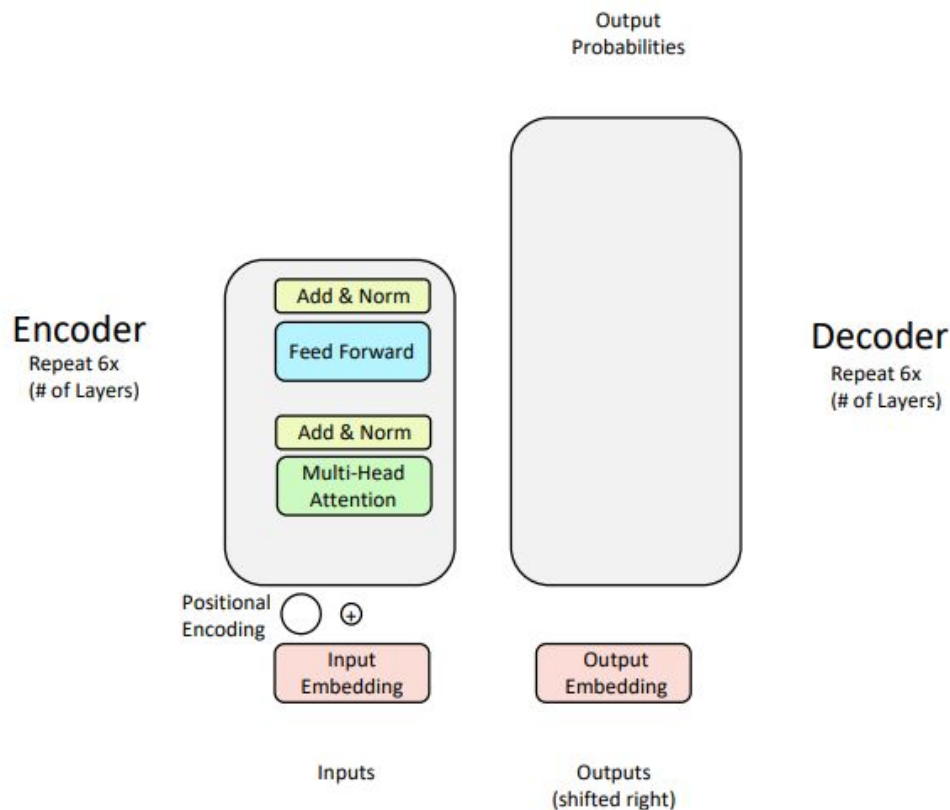 Output
Probabilities
Add & Norm
Encoder
Repeat 6x
(# of Layers)
Feed Forward
Decoder
Repeat 6x
(# of Layers)
Add & Norm
Multi-Head
Attention
Positional
Encoding
+
Input
Embedding
Output
Embedding
Inputs
Outputs
(shifted right)